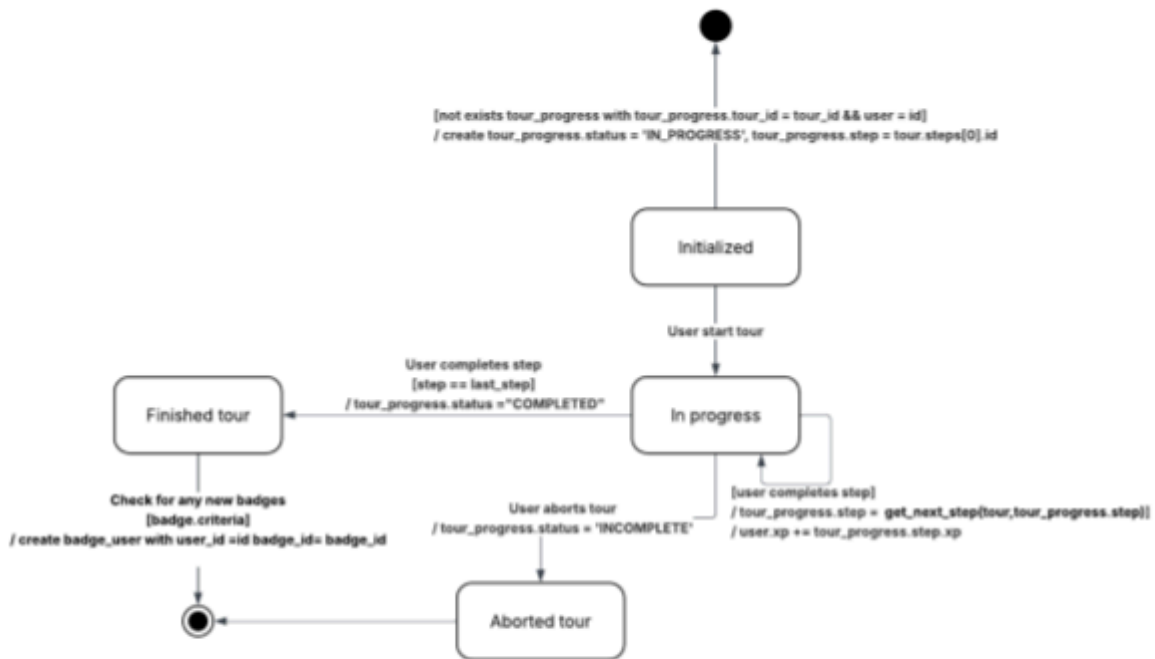 [not exists tour_progress with tour_progress.tour_id = tour_id && user = id]
/ create tour_progress.status = 'IN_PROGRESS', tour_progress.step = tour.steps[0].id
Initialized
User start tour
User completes step
[step == last_step]
/ tour_progress.status ="COMPLETED"
Finished tour
In progress
Check for any new badges
[badge.criteria]
/ create badge_user with user_id =id badge_id= badge_id
User aborts tour
/ tour_progress.status = 'INCOMPLETE'
[user completes step]
/ tour_progress.step = get_next_step(tour,tour_progress.step)]
/ user.xp += tour_progress.step.xp
Aborted tour